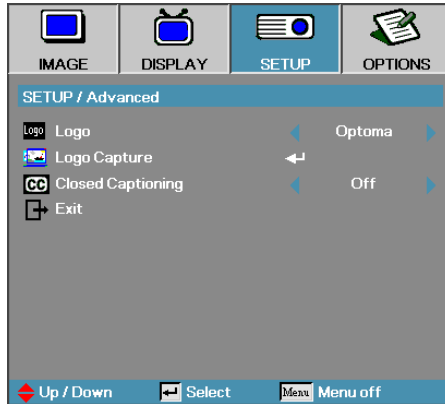 IMAGE DISPLAY SETUP OPTIONS
SETUP / Advanced
Logo Logo Optoma
Logo Capture
CC Closed Captioning Off
Exit
Up / Down Select Menu Menu off